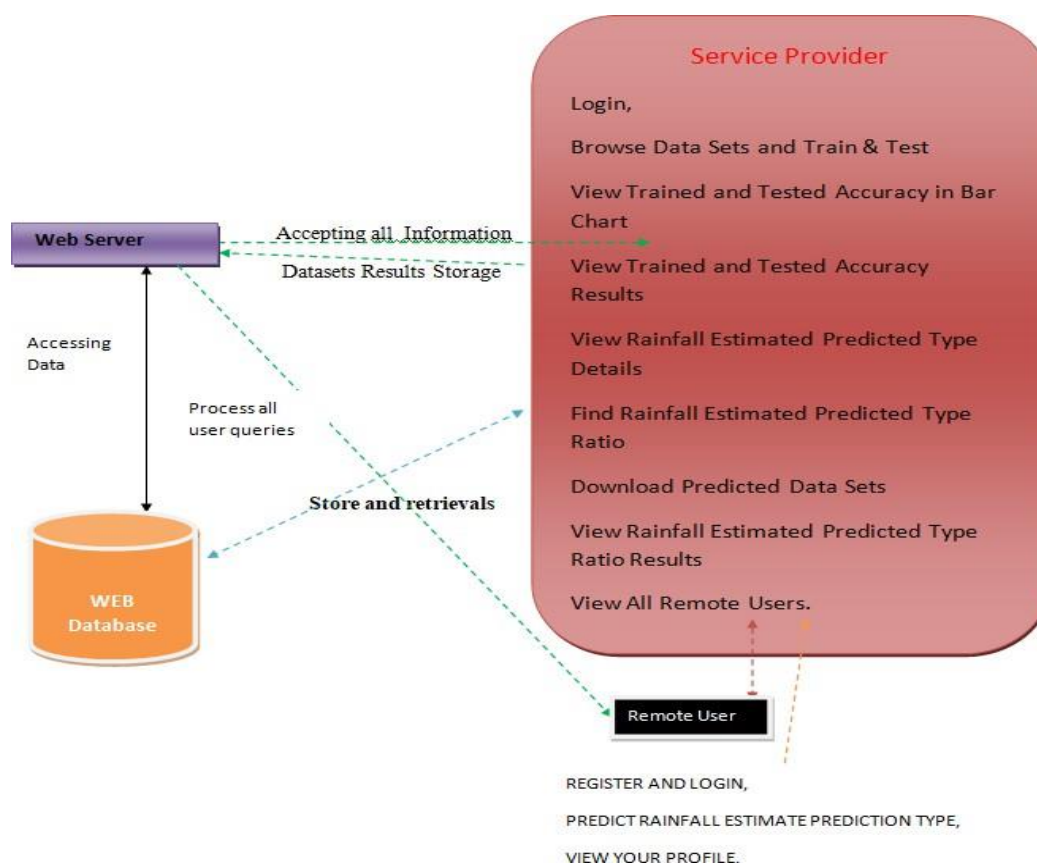 Service Provider
Login,
Browse Data Sets and Train & Test
View Trained and Tested Accuracy in Bar
Chart
View Trained and Tested Accuracy
Results
View Rainfall Estimated Predicted Type
Details
Find Rainfall Estimated Predicted Type
Ratio
Download Predicted Data Sets
View Rainfall Estimated Predicted Type
Ratio Results
View All Remote Users.
Web Server
Accepting all Information
Datasets Results Storage
Accessing
Data
Process all
user queries
Store and retrievals
WEB
Database
Remote User
REGISTER AND LOGIN,
PREDICT RAINFALL ESTIMATE PREDICTION TYPE,
VIEW YOUR PROFILE.